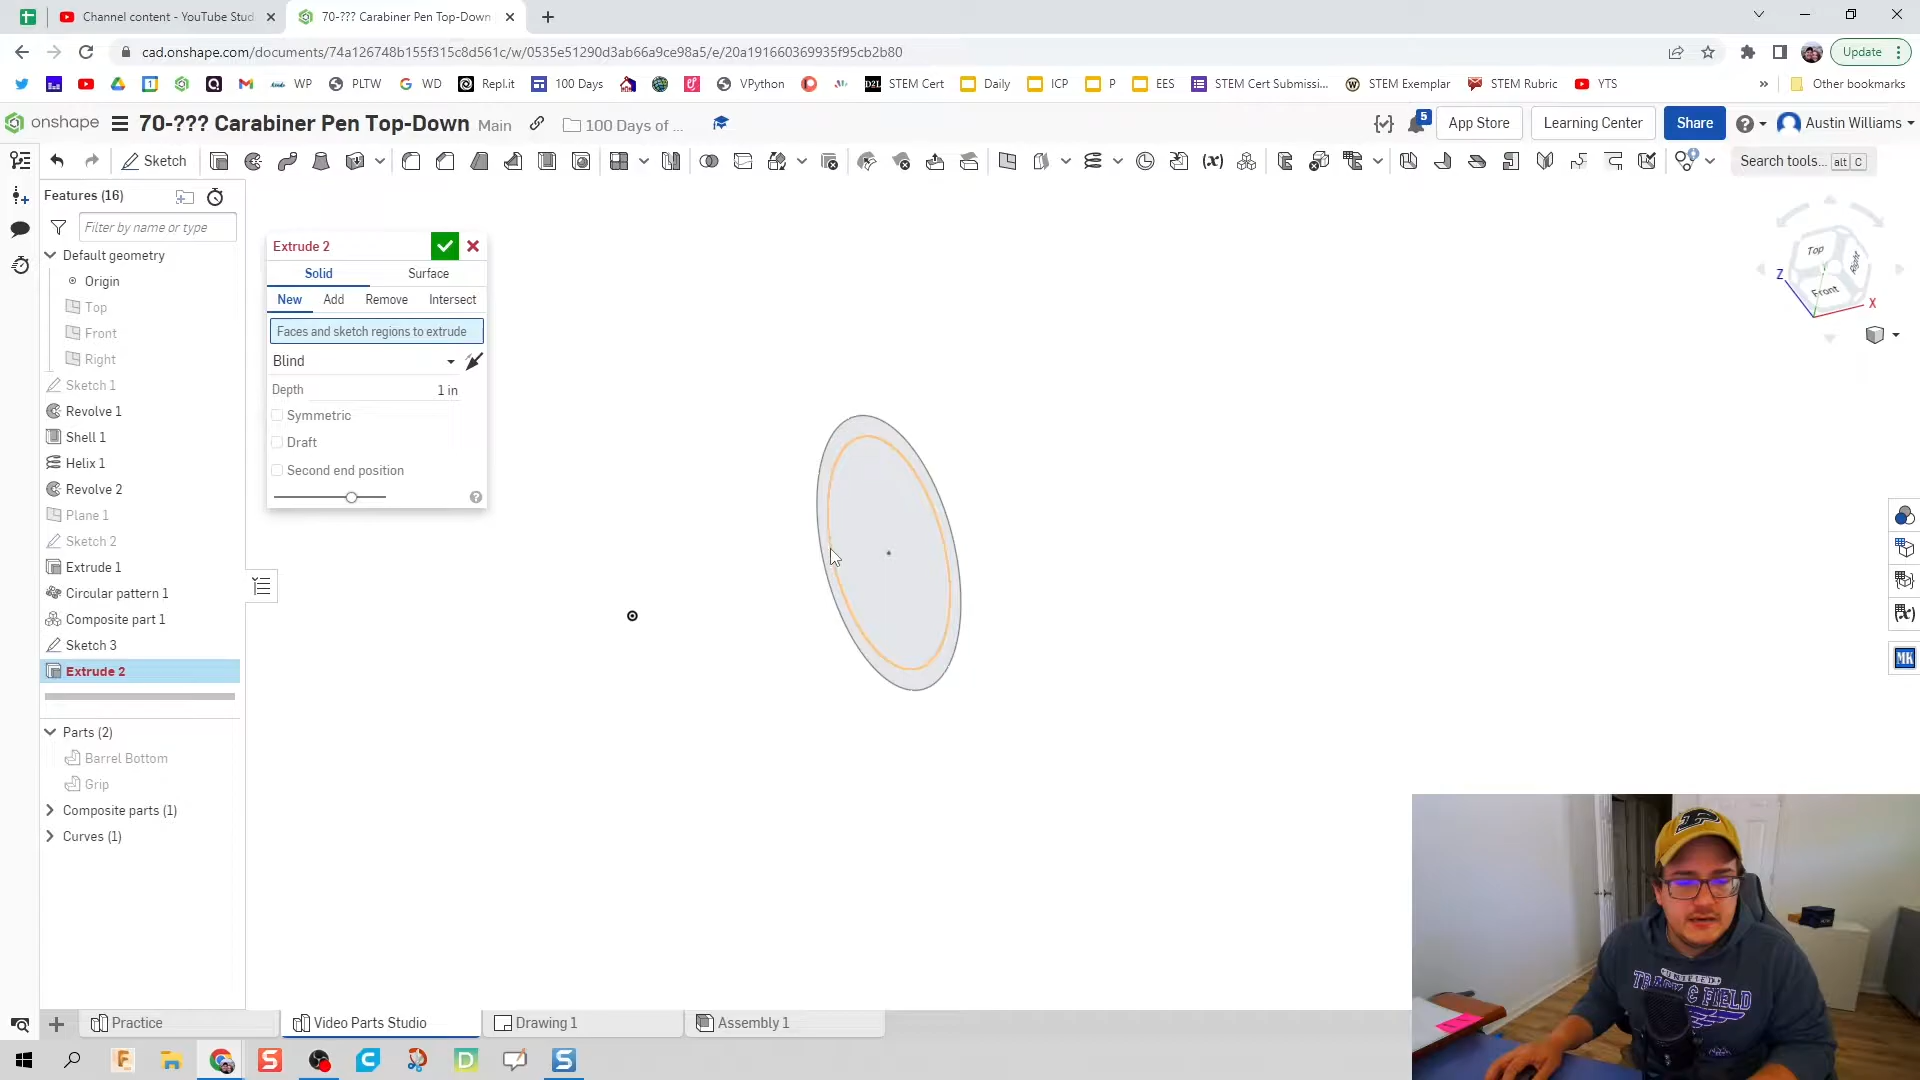 Channel content - YouTube Stud
70-??? Carabiner Pen Top-Down
cad.onshape.com/documents/74a126748b155f315c8d561c/w/0535e51290d3ab66a9ce98a5/e/20a191660369935f95cb2b80
Update
WP PLTW WD Repl.it 100 Days VPython STEM Cert Daily ICP P EES STEM Cert Submissi... STEM Exemplar STEM Rubric YTS » Other bookmarks
onshape 70-??? Carabiner Pen Top-Down Main 100 Days of ... 5 App Store Learning Center Share Austin Williams
Sketch Search tools... alt C
Features (16)
Filter by name or type
Default geometry
Origin
Top
Front
Right
Sketch 1
Revolve 1
Shell 1
Helix 1
Revolve 2
Plane 1
Sketch 2
Extrude 1
Circular pattern 1
Composite part 1
Sketch 3
Extrude 2
Parts (2)
Barrel Bottom
Grip
Composite parts (1)
Curves (1)
Extrude 2
Solid Surface
New Add Remove Intersect
Faces and sketch regions to extrude
Blind
Depth 1 in
Symmetric
Draft
Second end position
Top
Right
Front
Z
X
MK
UNIFIED
TRACK & FIELD
Practice Video Parts Studio Drawing 1 Assembly 1